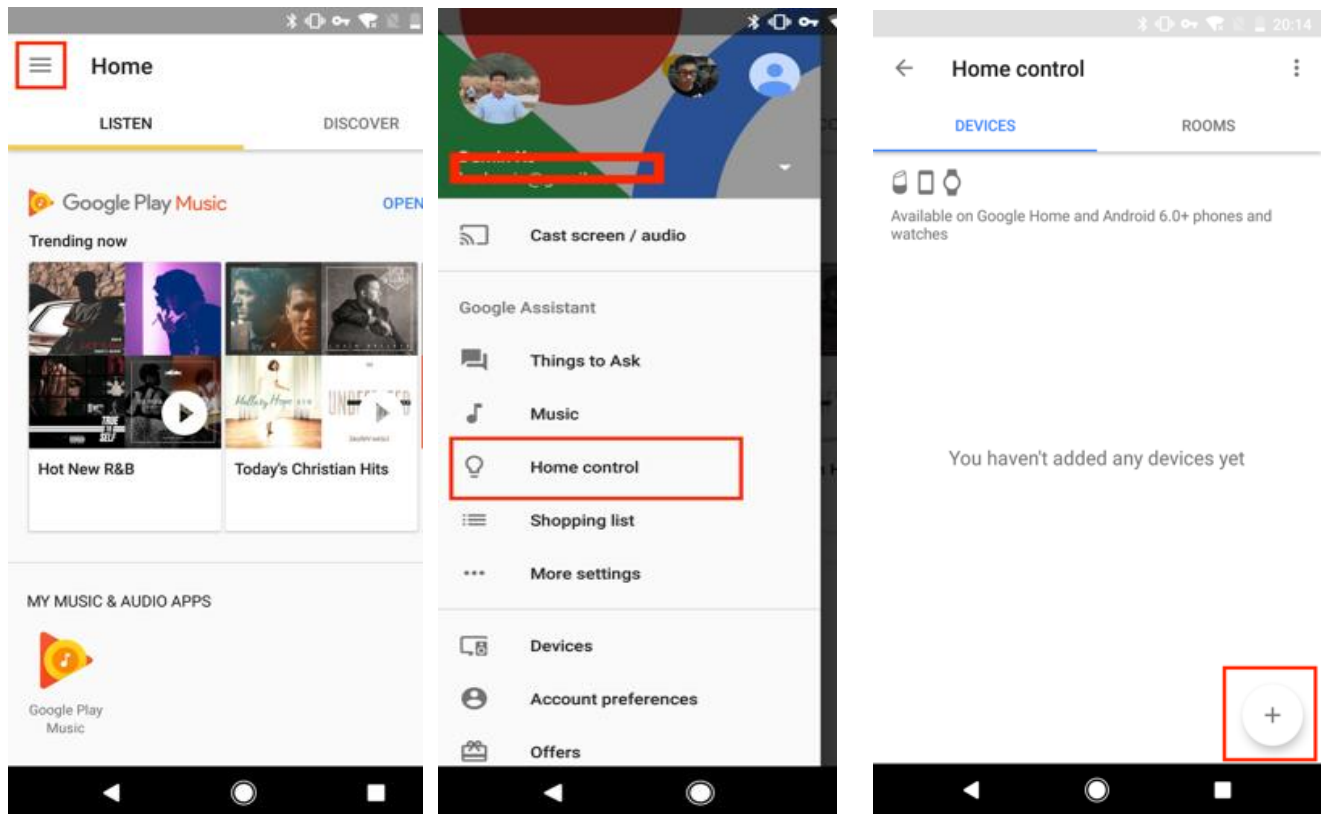 Home
LISTEN DISCOVER
Google Play Music OPEN
Trending now
Hot New R&B Today's Christian Hits
MY MUSIC & AUDIO APPS
Google Play
Music
Cast screen / audio
Google Assistant
Things to Ask
Music
Home control
Shopping list
More settings
Devices
Account preferences
Offers
20:14
Home control
DEVICES ROOMS
Available on Google Home and Android 6.0+ phones and
watches
You haven't added any devices yet